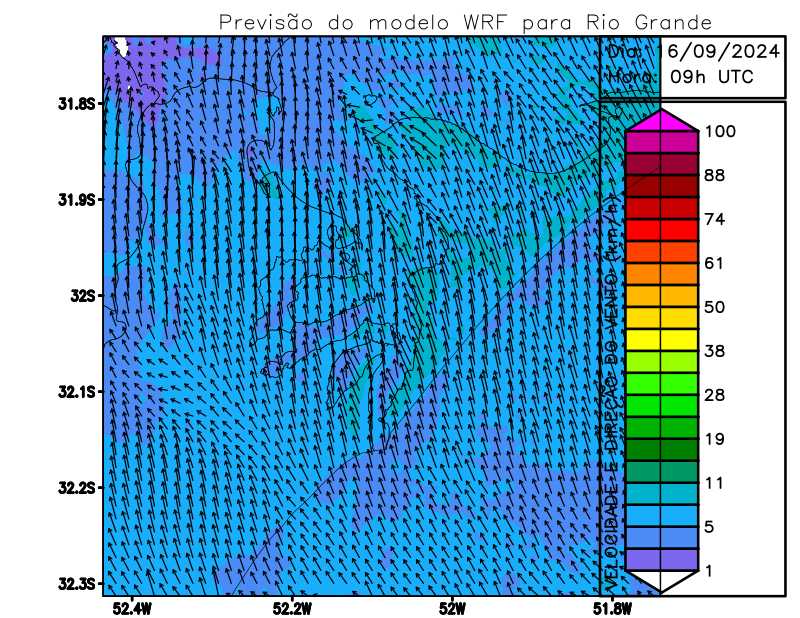 Previsão do modelo WRF para Rio Grande
Dia: 16/09/2024
Hora: 09h UTC
VELOCIDADE E DIREÇÃO DO VENTO (km/h)
100
88
74
61
50
38
28
19
11
5
1
31.8S
31.9S
32S
32.1S
32.2S
32.3S
52.4W 52.2W 52W 51.8W